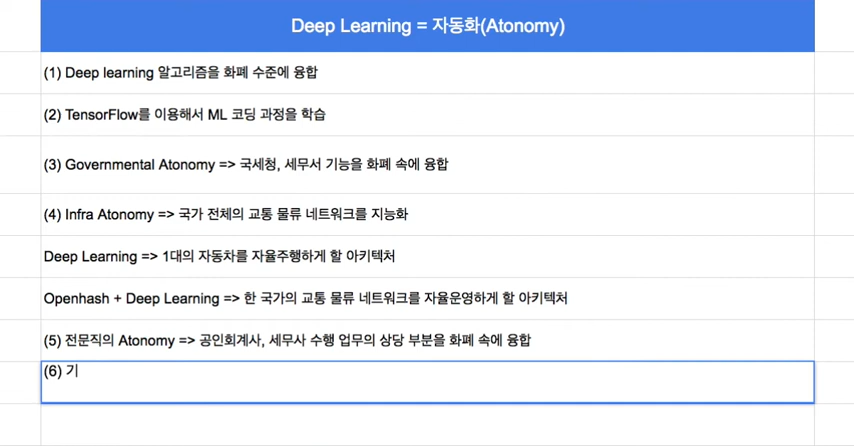 Deep Learning = 자동화(Atonomy)
(1) Deep learning 알고리즘을 화폐 수준에 융합
(2) TensorFlow를 이용해서 ML 코딩 과정을 학습
(3) Governmental Atonomy => 국세청, 세무서 기능을 화폐 속에 융합
(4) Infra Atonomy => 국가 전체의 교통 물류 네트워크를 지능화
Deep Learning => 1대의 자동차를 자율주행하게 할 아키텍처
Openhash + Deep Learning => 한 국가의 교통 물류 네트워크를 자율운영하게 할 아키텍처
(5) 전문직의 Atonomy => 공인회계사, 세무사 수행 업무의 상당 부분을 화폐 속에 융합
(6) 기